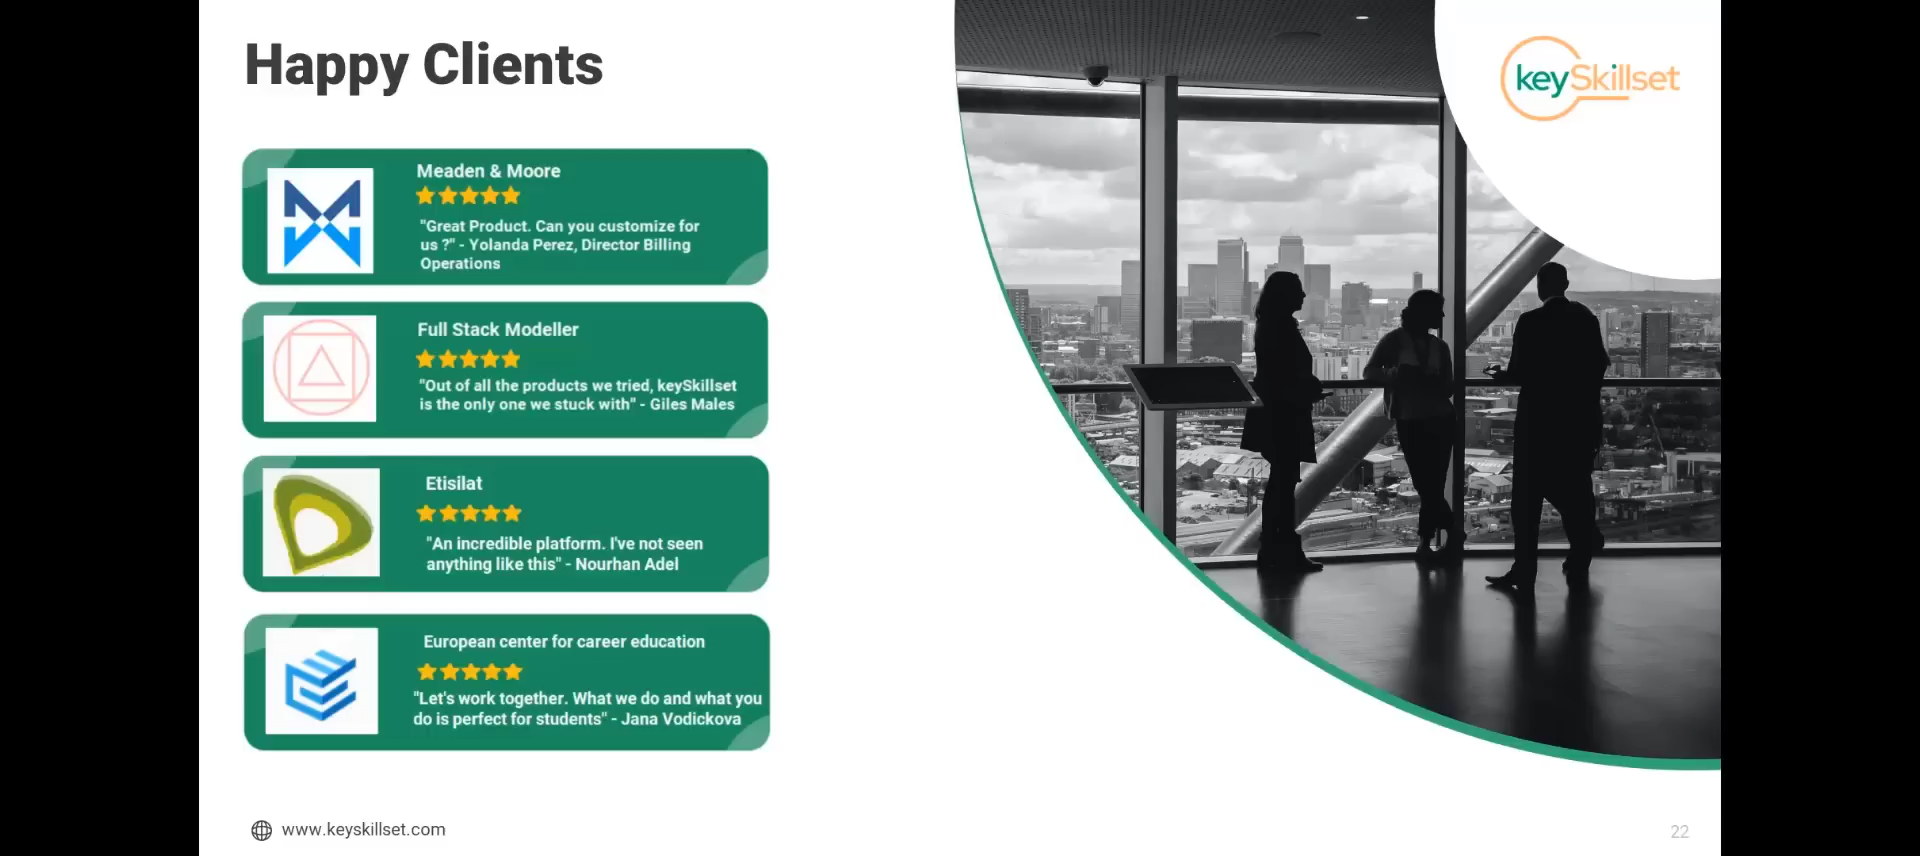 Happy Clients
keySkillset
Meaden & Moore
"Great Product. Can you customize for
us ?" - Yolanda Perez, Director Billing
Operations
Full Stack Modeller
"Out of all the products we tried, keySkillset
is the only one we stuck with" - Giles Males
Etisilat
"An incredible platform. I've not seen
anything like this" - Nourhan Adel
European center for career education
"Let's work together. What we do and what you
do is perfect for students" - Jana Vodickova
www.keyskillset.com
22